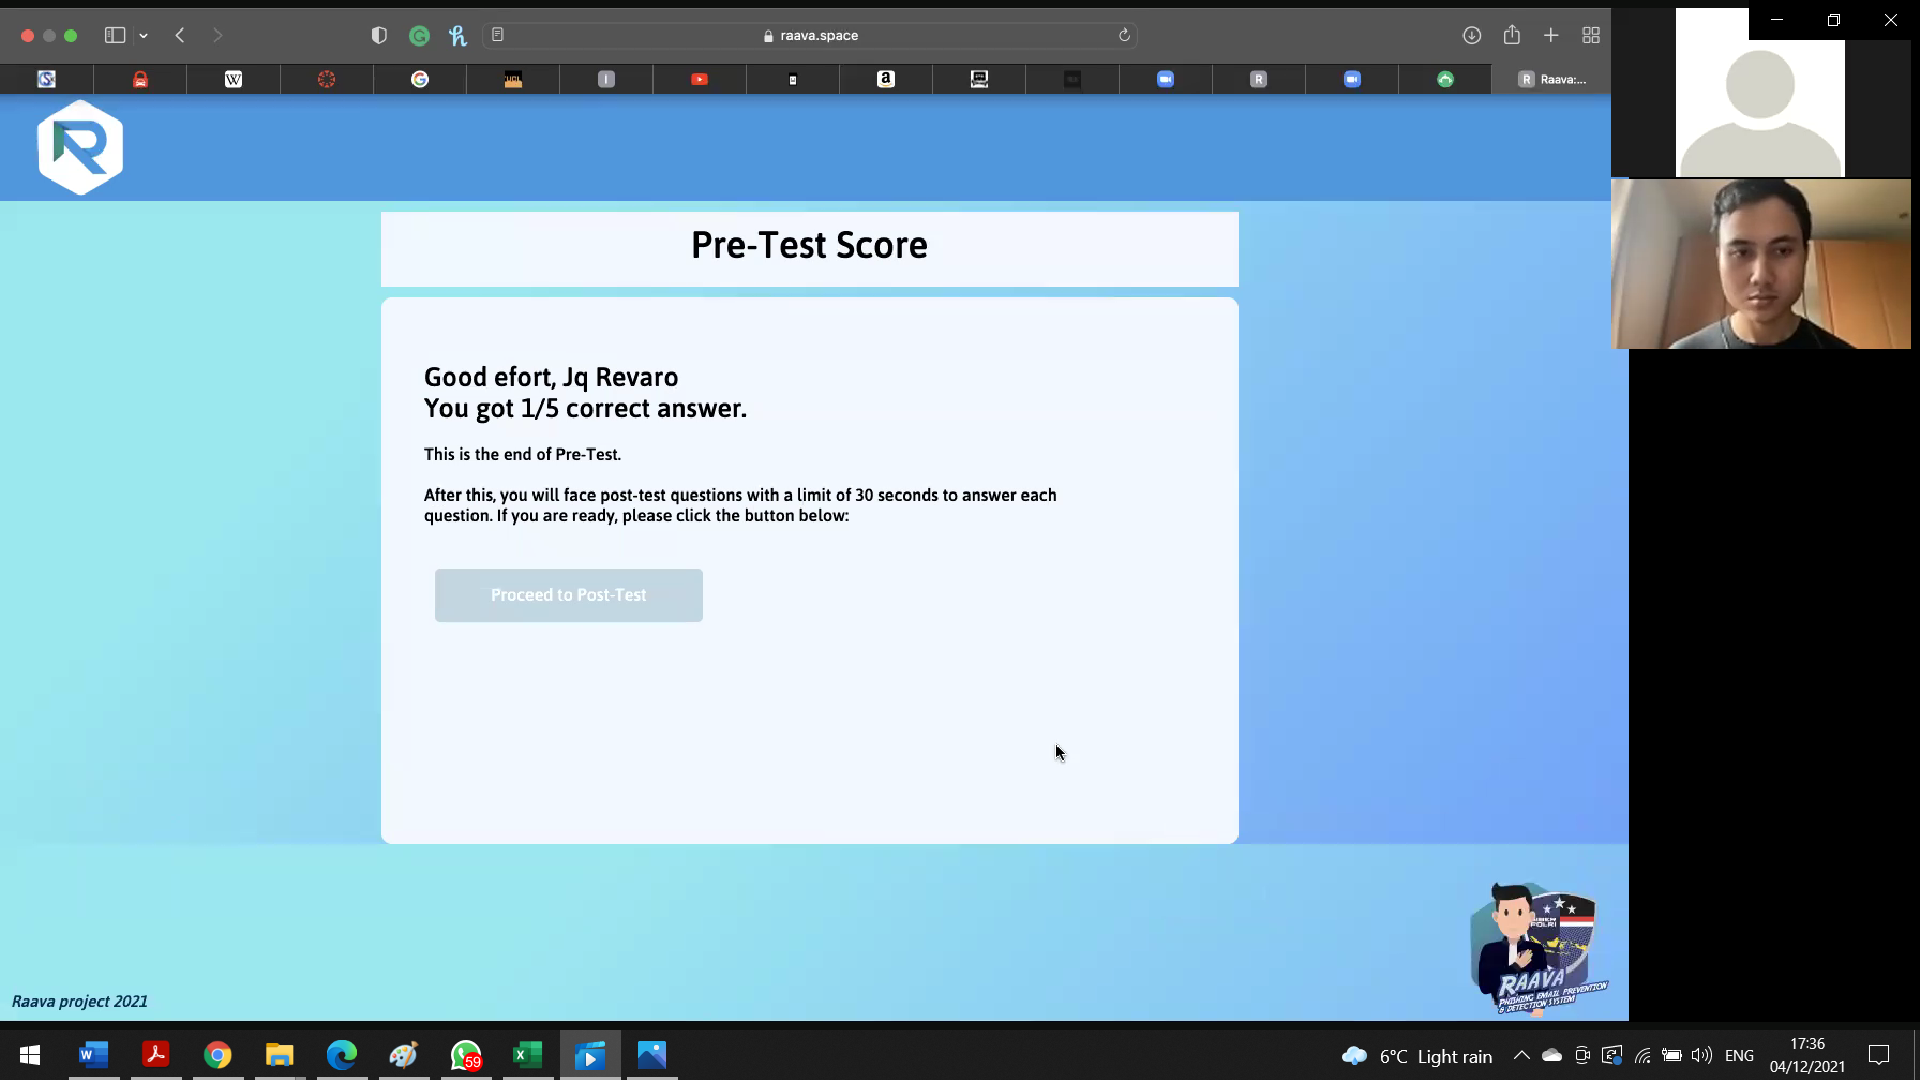 raava.space
Raava:...
Pre-Test Score
Good efort, Jq Revaro
You got 1/5 correct answer.
This is the end of Pre-Test.
After this, you will face post-test questions with a limit of 30 seconds to answer each
question. If you are ready, please click the button below:
Proceed to Post-Test
RAAVA
PHISHING EMAIL PREVENTION
& DETECTION SYSTEM
Raava project 2021
59
6°C Light rain
ENG
17:36
04/12/2021